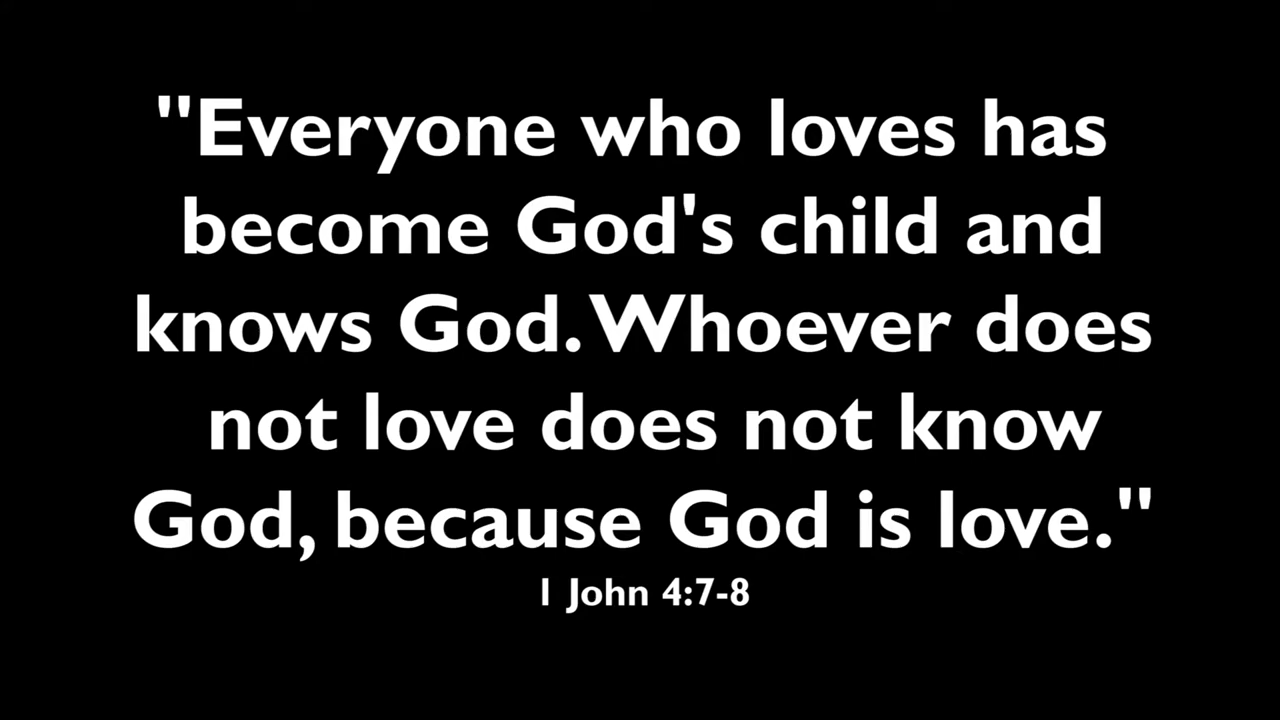 "Everyone who loves has
become God's child and
knows God. Whoever does
not love does not know
God, because God is love."
1 John 4:7-8